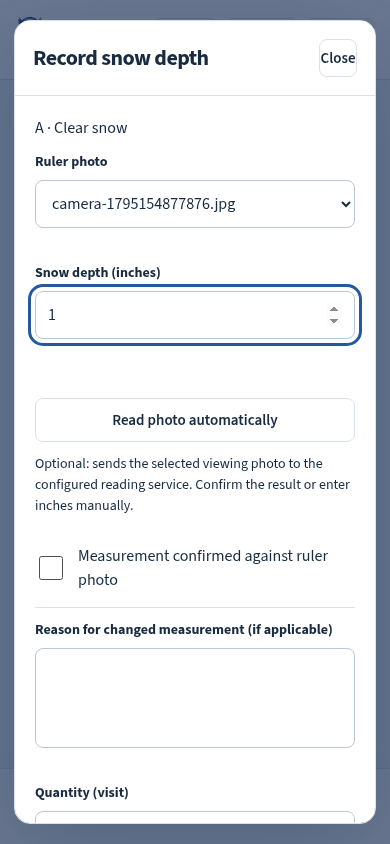 Record snow depth
Close
A · Clear snow
Ruler photo
camera-1795154877876.jpg
Snow depth (inches)
1
Read photo automatically
Optional: sends the selected viewing photo to the
configured reading service. Confirm the result or enter
inches manually.
Measurement confirmed against ruler
photo
Reason for changed measurement (if applicable)
Quantity (visit)